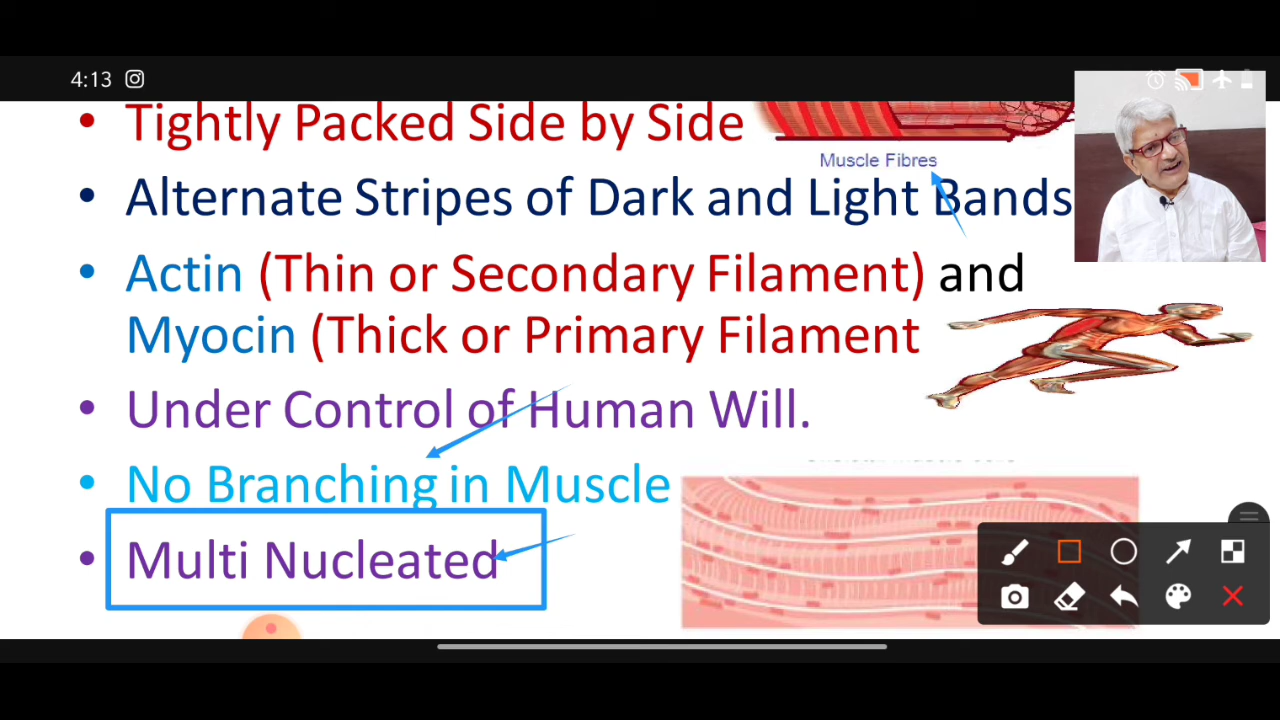 4:13
• Tightly Packed Side by Side
Muscle Fibres
• Alternate Stripes of Dark and Light Bands
• Actin (Thin or Secondary Filament) and
Myocin (Thick or Primary Filament
• Under Control of Human Will.
• No Branching in Muscle
• Multi Nucleated